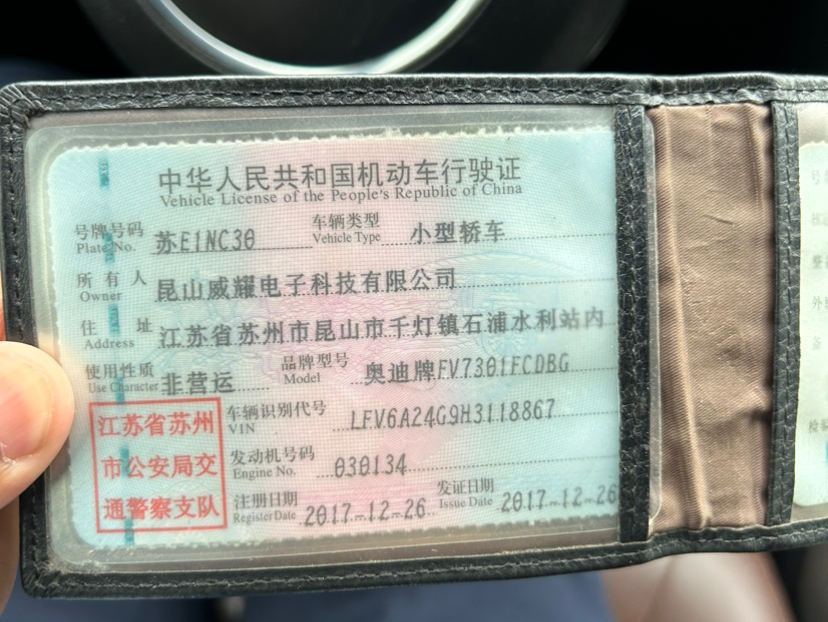 中华人民共和国机动车行驶证
Vehicle License of the People's Republic of China
号牌号码 苏E1NC30 车辆类型 小型轿车
Plate No. Vehicle Type
所有人 昆山威耀电子科技有限公司
Owner
住址 江苏省苏州市昆山市千灯镇石浦水利站内
Address
使用性质 非营运 品牌型号 奥迪牌FV7301FCDBG
Use Character Model
车辆识别代号 LFV6A24G9H3118867
VIN
发动机号码 030134
Engine No.
注册日期 2017-12-26 发证日期 2017-12-26
Register Date Issue Date
江苏省苏州
市公安局交
通警察支队